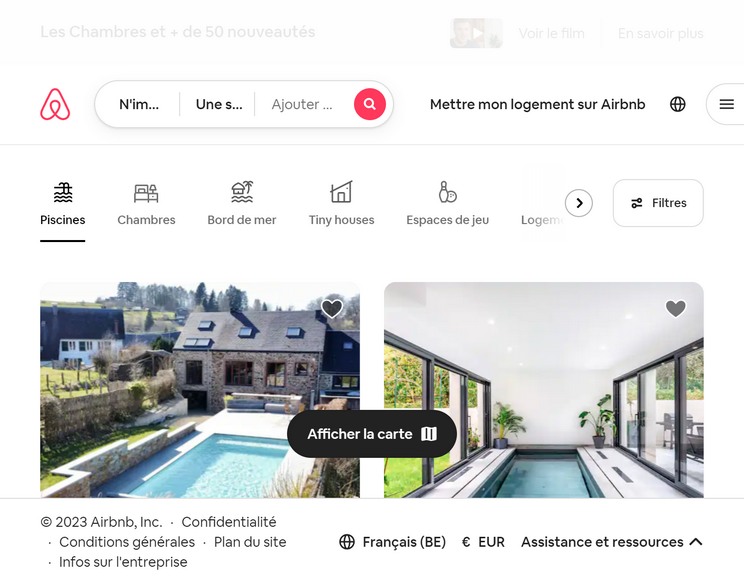 Les Chambres et + de 50 nouveautés
Voir le film
En savoir plus
N'im...
Une s...
Ajouter ...
Mettre mon logement sur Airbnb
Piscines
Chambres
Bord de mer
Tiny houses
Espaces de jeu
Logem
Filtres
Afficher la carte
© 2023 Airbnb, Inc. · Confidentialité
· Conditions générales · Plan du site
· Infos sur l'entreprise
Français (BE)
€ EUR
Assistance et ressources